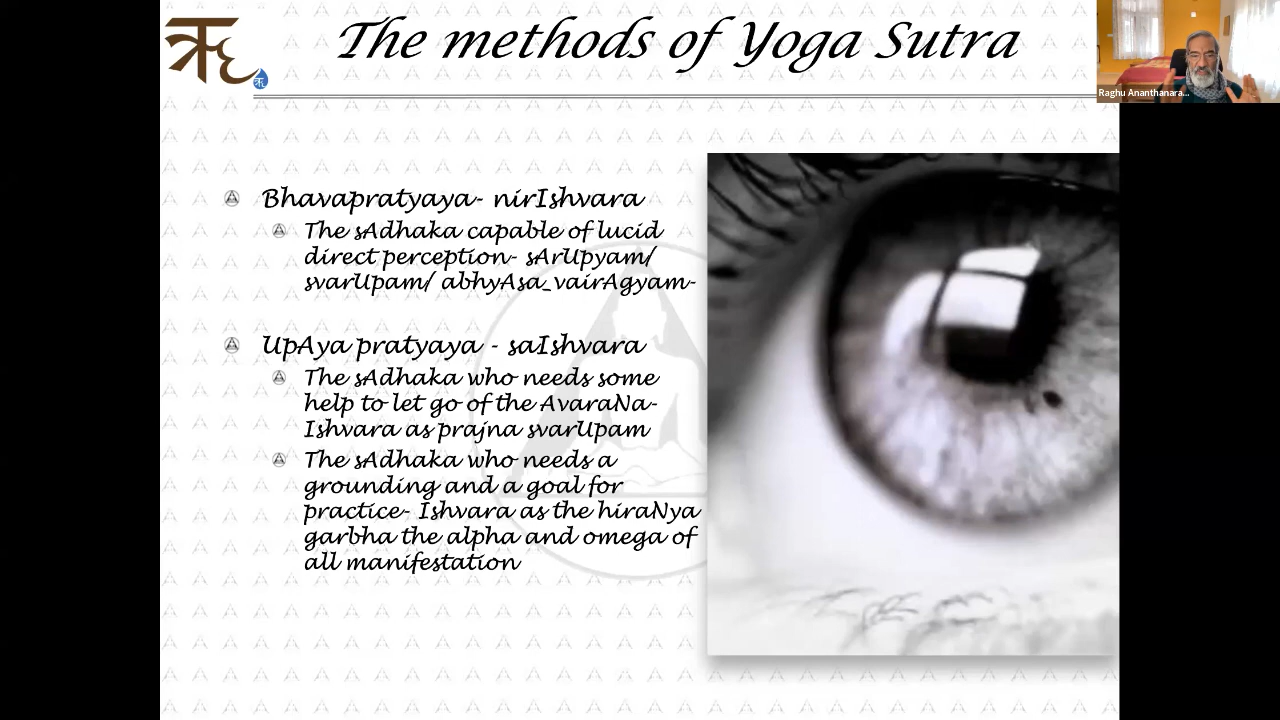 The methods of Yoga Sutra
Raghu Ananthanara...
Bhavapratyaya- nirIshvara
The sAdhaka capable of lucid
direct perception- sArUpyam/
svarUpam/ abhyAsa_vairAgyam-
UpAya pratyaya - saIshvara
The sAdhaka who needs some
help to let go of the AvaraNa-
Ishvara as prajna svarUpam
The sAdhaka who needs a
grounding and a goal for
practice- Ishvara as the hiraNya
garbha the alpha and omega of
all manifestation